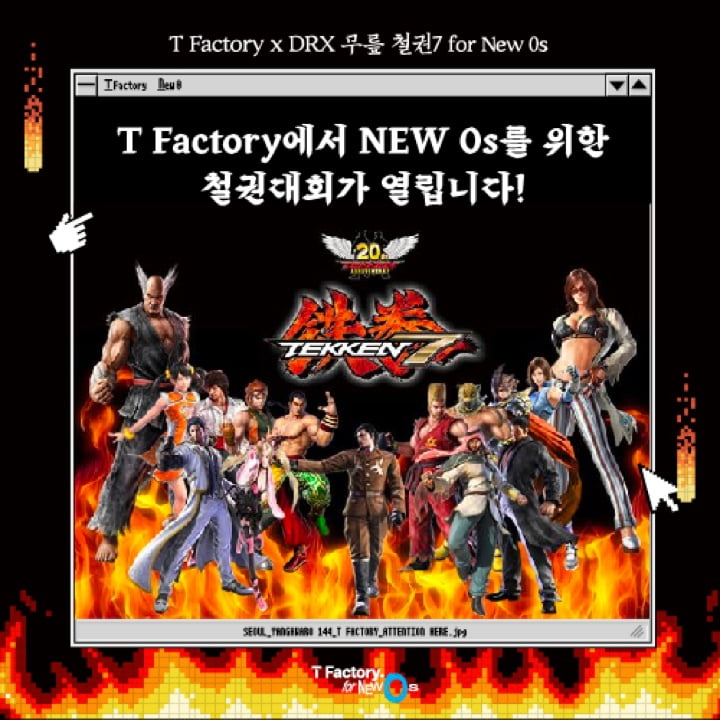 T Factory x DRX 무릎 철권7 for New 0s
TFactory New0
T Factory에서 NEW 0s를 위한
철권대회가 열립니다!
20th
ANNIVERSARY
鉄拳
TEKKEN 7
SEOUL_YANGHWARO 144_T FACTORY_ATTENTION HERE.jpg
T Factory.
for New 0s